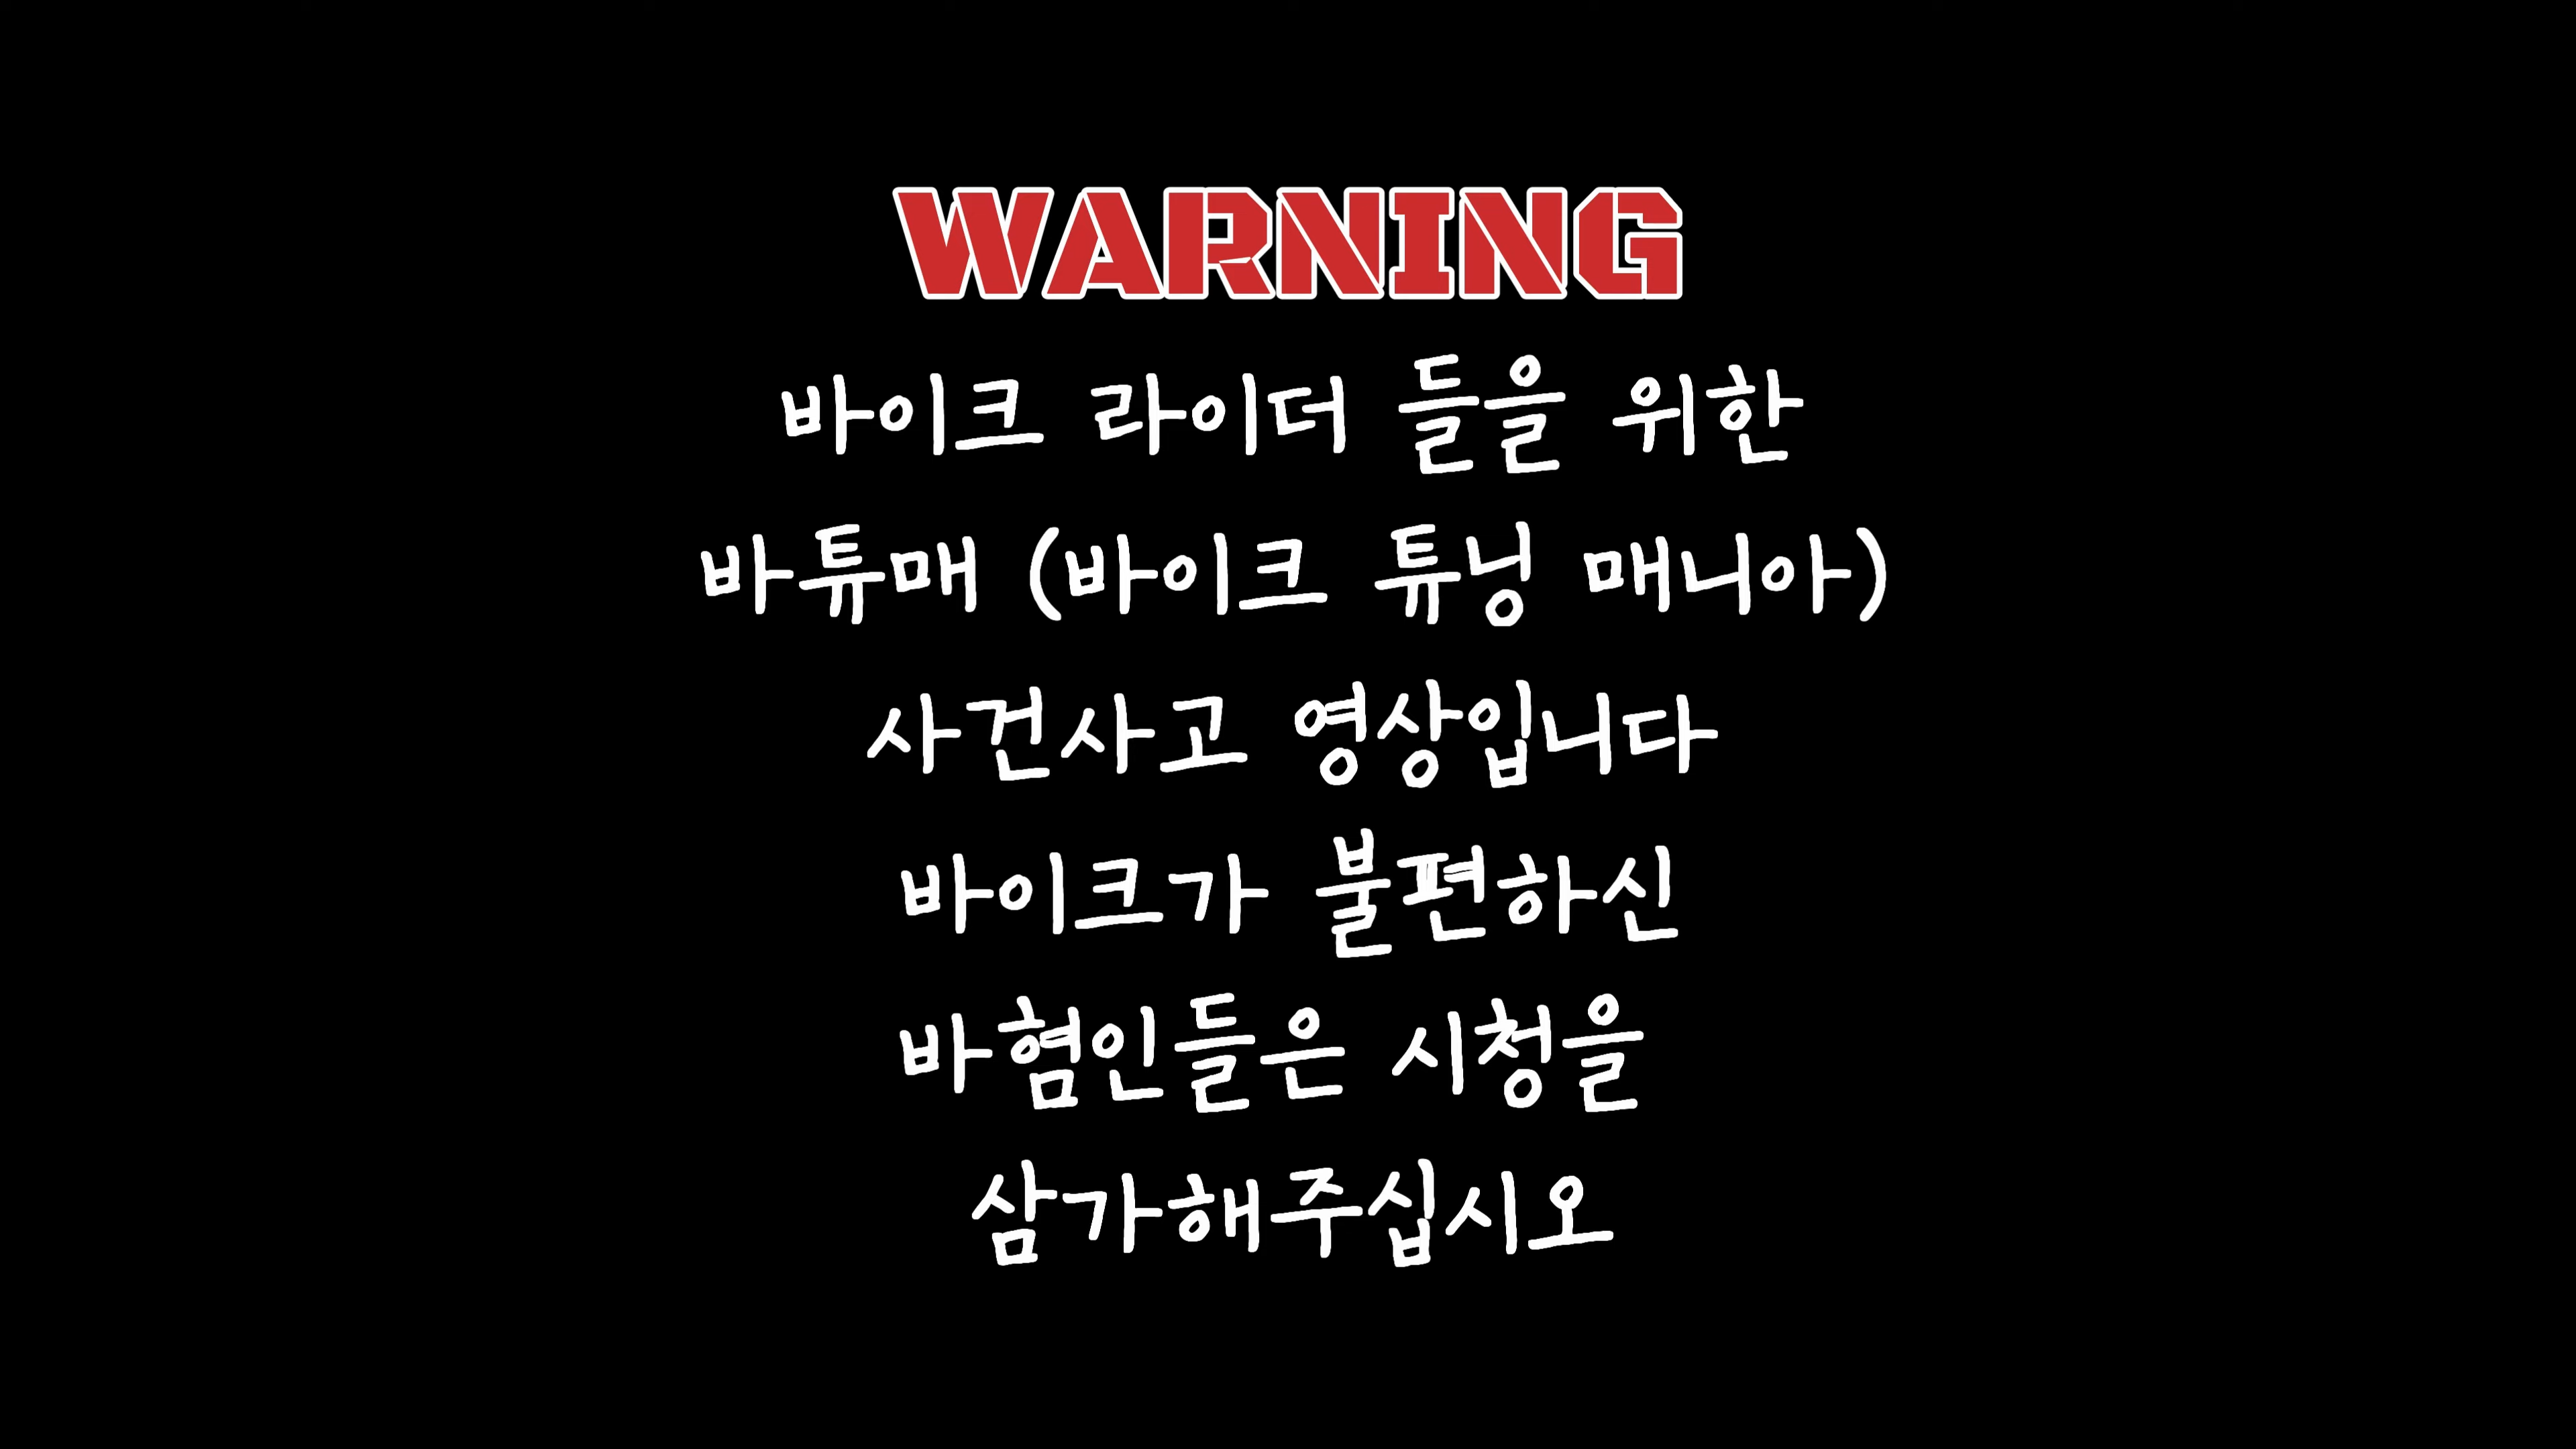 WARNING
바이크 라이더 들을 위한
바튜매 (바이크 튜닝 매니아)
사건사고 영상입니다
바이크가 불편하신
바혐인들은 시청을
삼가해주십시오